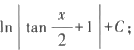 ln | tan x/2 + 1 | + C;